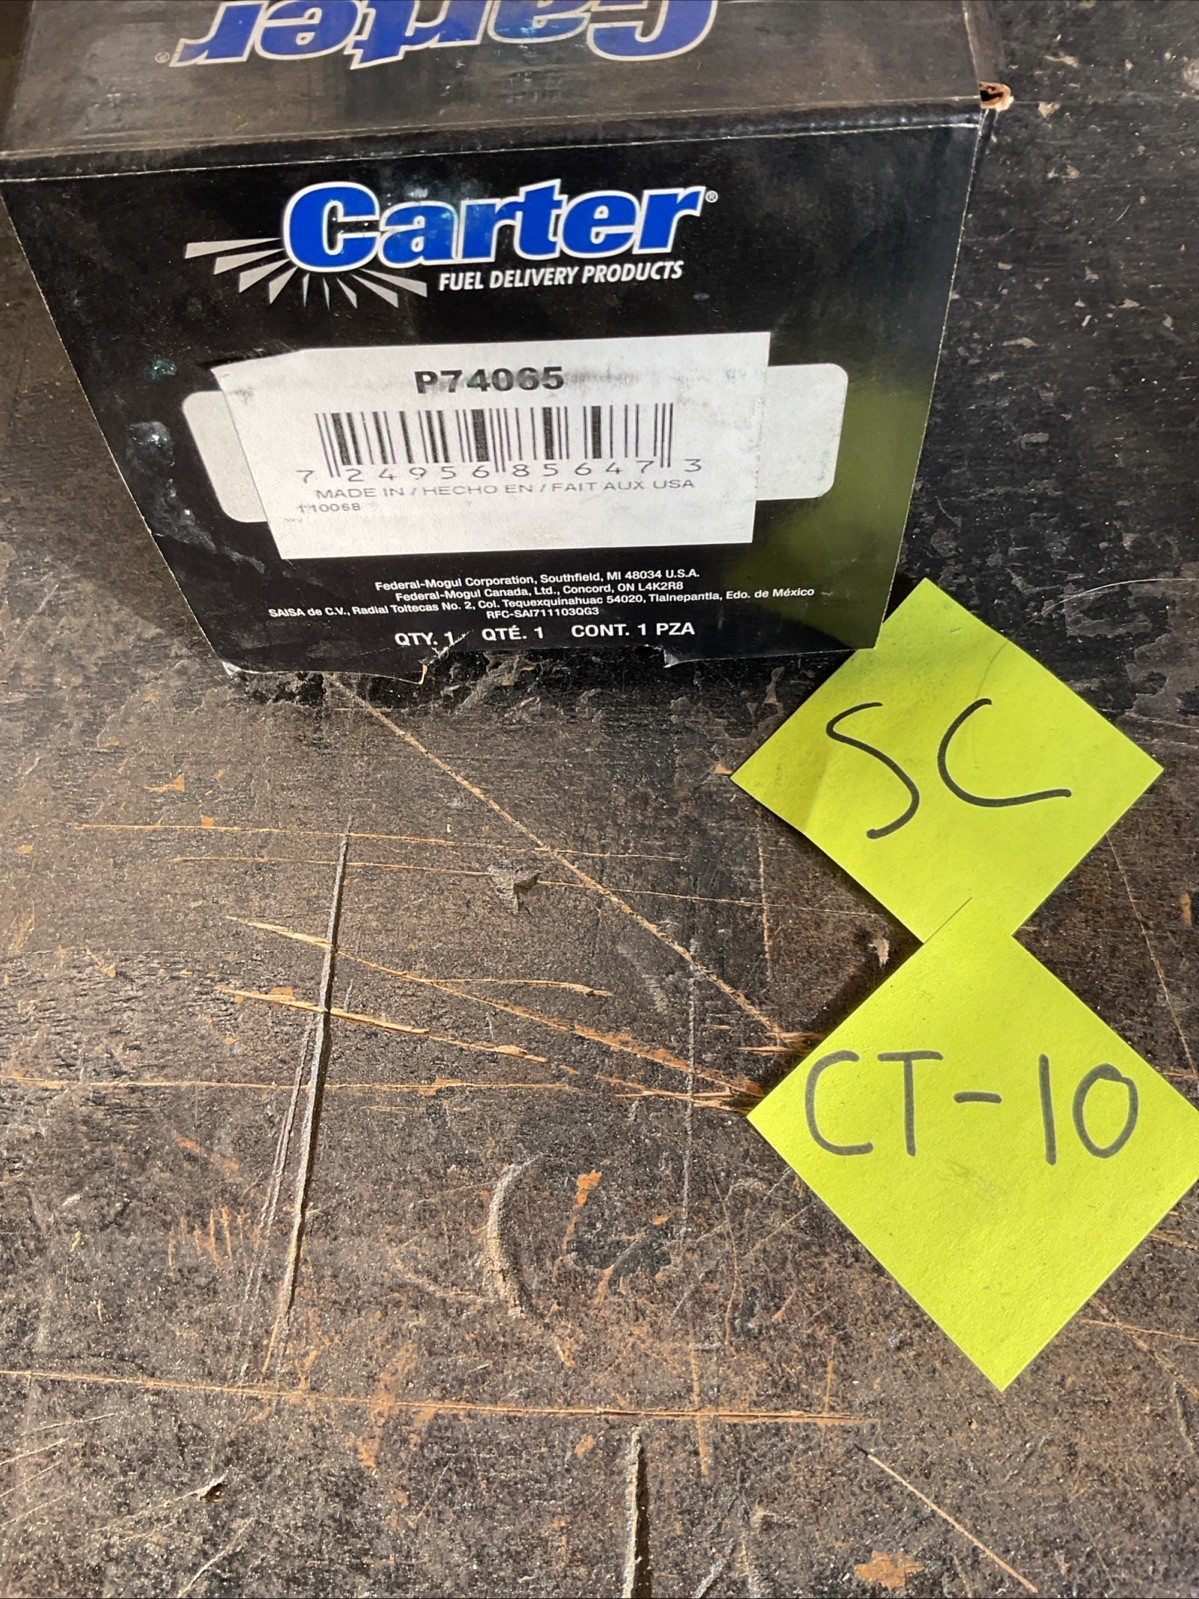 Carter®
Carter®
FUEL DELIVERY PRODUCTS
P74065
7 24956 85647 3
MADE IN / HECHO EN / FAIT AUX USA
110068
Federal-Mogul Corporation, Southfield, MI 48034 U.S.A.
Federal-Mogul Canada, Ltd., Concord, ON L4K2R8
SAISA de C.V., Radial Toltecas No. 2, Col. Tequexquinahuac 54020, Tlalnepantla, Edo. de México
RFC-SAI711103QG3
QTY. 1 QTÉ. 1 CONT. 1 PZA
SC
CT-10